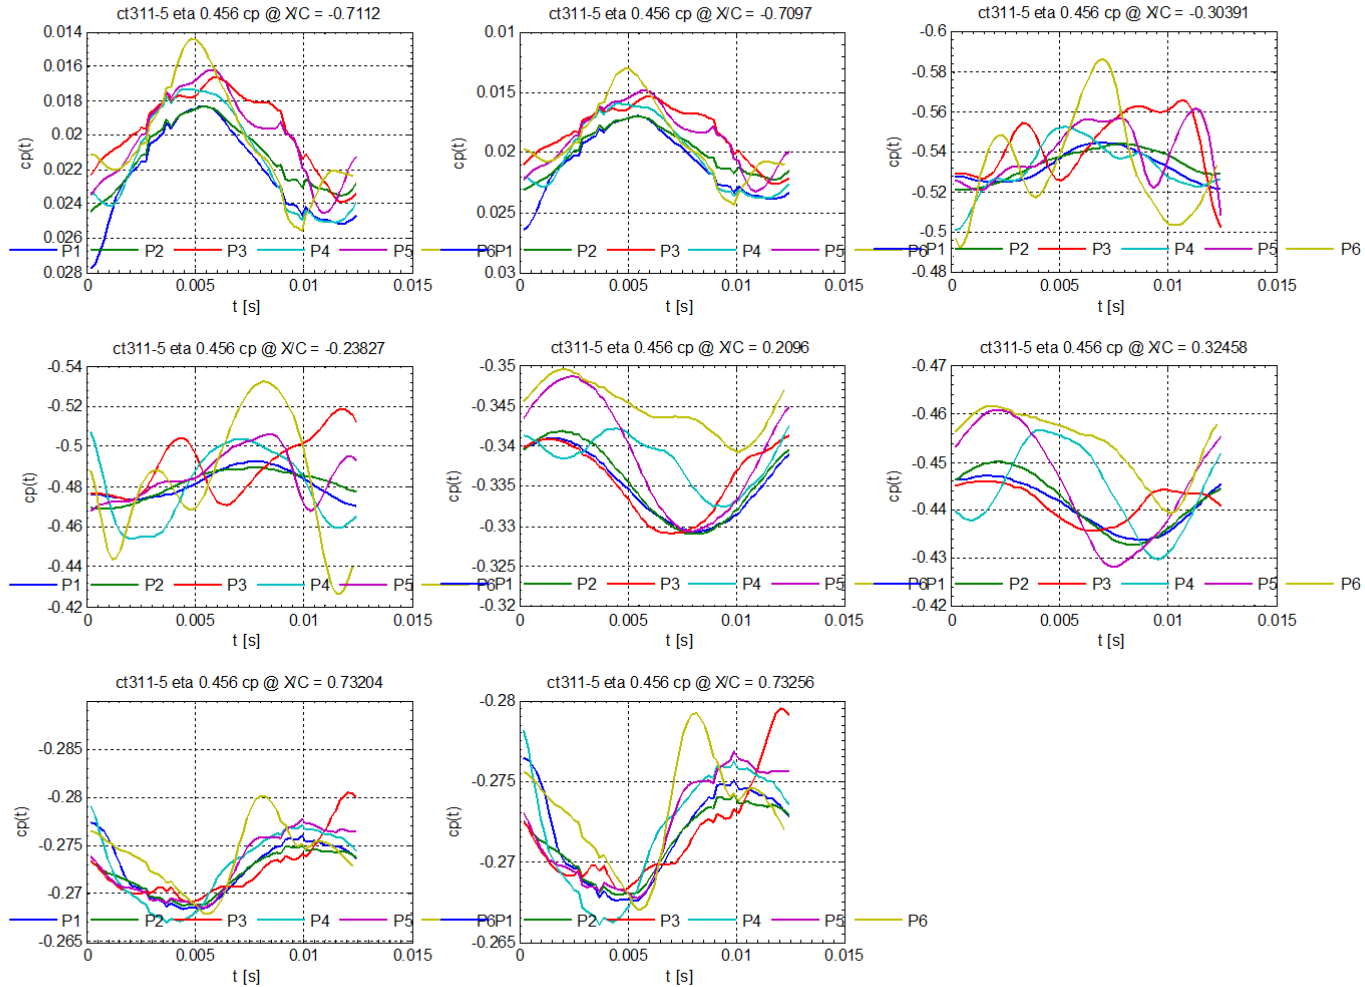 ct311-5 eta 0.456 cp @ X/C = -0.7112
0.014
0.016
0.018
0.02
0.022
0.024
0.026
0.028
cp(t)
P1 P2 P3 P4 P5 P6
0 0.005 0.01 0.015
t [s]
ct311-5 eta 0.456 cp @ X/C = -0.7097
0.01
0.015
0.02
0.025
0.03
cp(t)
P1 P2 P3 P4 P5 P6
0 0.005 0.01 0.015
t [s]
ct311-5 eta 0.456 cp @ X/C = -0.30391
-0.6
-0.58
-0.56
-0.54
-0.52
-0.5
-0.48
cp(t)
P1 P2 P3 P4 P5 P6
0 0.005 0.01 0.015
t [s]
ct311-5 eta 0.456 cp @ X/C = -0.23827
-0.54
-0.52
-0.5
-0.48
-0.46
-0.44
-0.42
cp(t)
P1 P2 P3 P4 P5 P6
0 0.005 0.01 0.015
t [s]
ct311-5 eta 0.456 cp @ X/C = 0.2096
-0.35
-0.345
-0.34
-0.335
-0.33
-0.325
-0.32
cp(t)
P1 P2 P3 P4 P5 P6
0 0.005 0.01 0.015
t [s]
ct311-5 eta 0.456 cp @ X/C = 0.32458
-0.47
-0.46
-0.45
-0.44
-0.43
-0.42
cp(t)
P1 P2 P3 P4 P5 P6
0 0.005 0.01 0.015
t [s]
ct311-5 eta 0.456 cp @ X/C = 0.73204
-0.285
-0.28
-0.275
-0.27
-0.265
cp(t)
P1 P2 P3 P4 P5 P6
0 0.005 0.01 0.015
t [s]
ct311-5 eta 0.456 cp @ X/C = 0.73256
-0.28
-0.275
-0.27
-0.265
cp(t)
P1 P2 P3 P4 P5 P6
0 0.005 0.01 0.015
t [s]